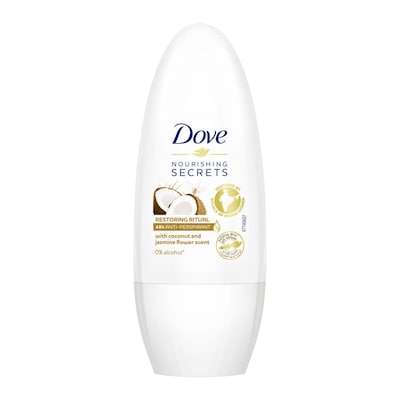 Dove
NOURISHING
SECRETS
RESTORING RITUAL
48h ANTI-PERSPIRANT
with coconut and
jasmine flower scent
0% alcohol*